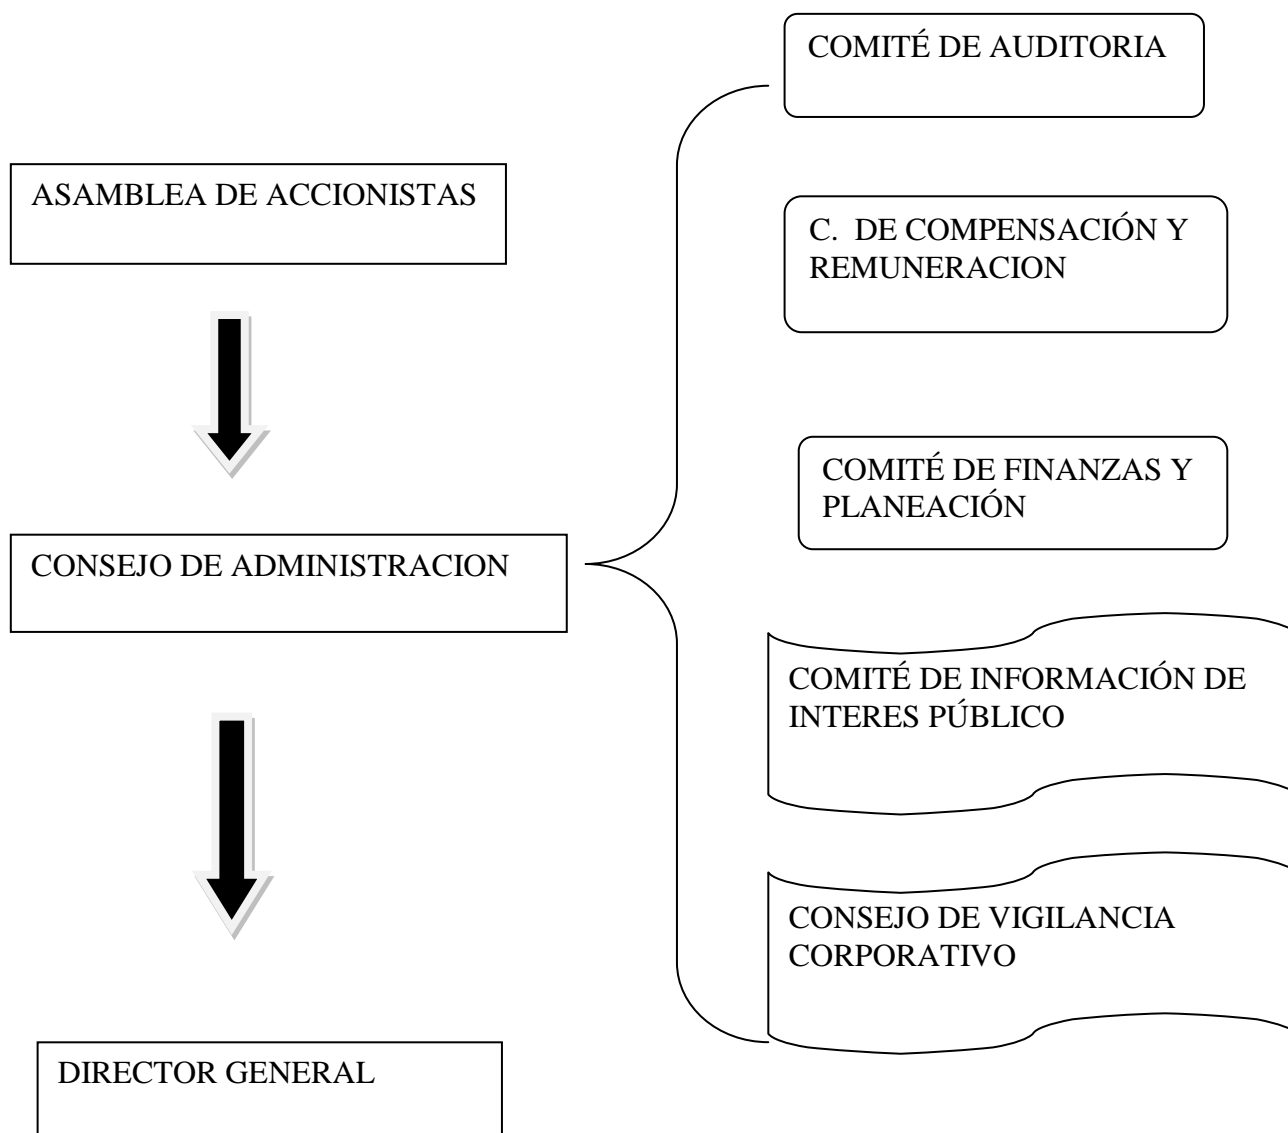 ASAMBLEA DE ACCIONISTAS
CONSEJO DE ADMINISTRACION
DIRECTOR GENERAL
COMITÉ DE AUDITORIA
C. DE COMPENSACIÓN Y
REMUNERACION
COMITÉ DE FINANZAS Y
PLANEACIÓN
COMITÉ DE INFORMACIÓN DE
INTERES PÚBLICO
CONSEJO DE VIGILANCIA
CORPORATIVO